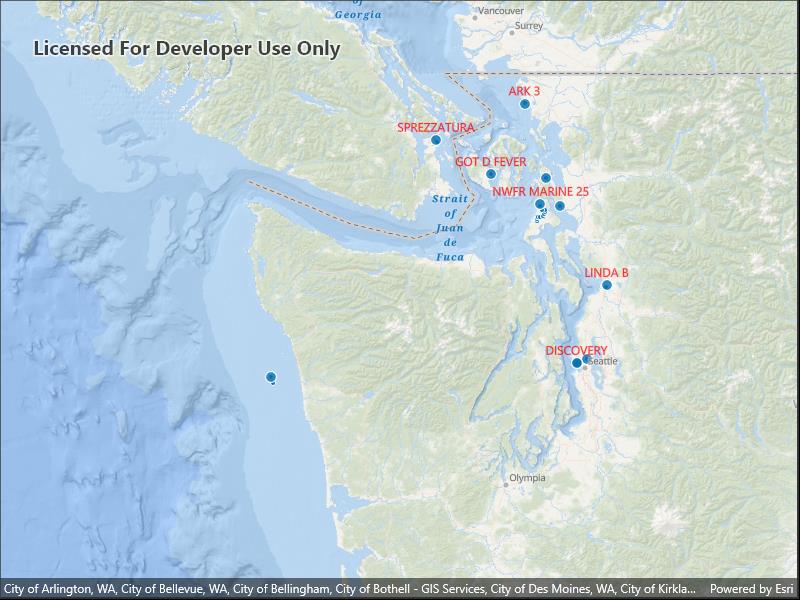 of
Georgia
Vancouver
Surrey
Licensed For Developer Use Only
ARK 3
SPREZZATURA
GOT D FEVER
NWFR MARINE 25
Strait
of
Juan
de
Fuca
LINDA B
DISCOVERY
Seattle
Olympia
City of Arlington, WA, City of Bellevue, WA, City of Bellingham, City of Bothell - GIS Services, City of Des Moines, WA, City of Kirkla... Powered by Esri